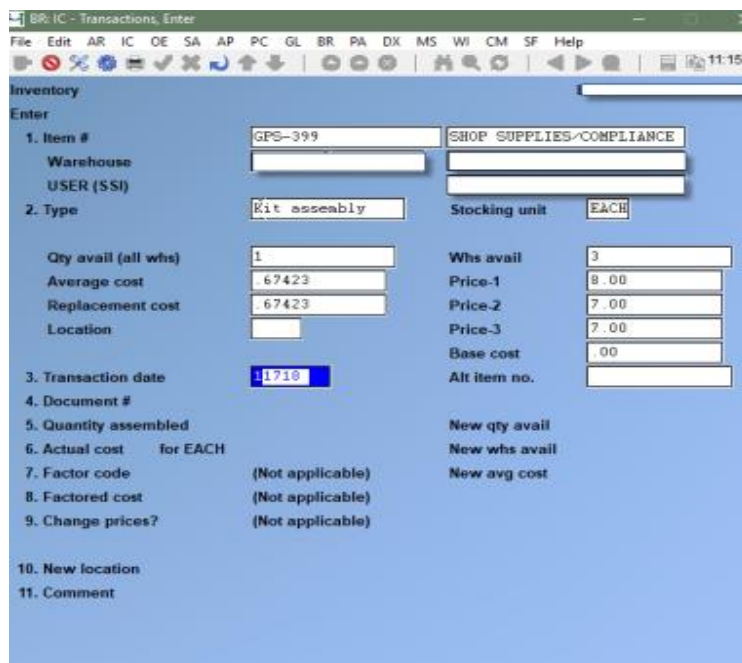 BR: IC - Transactions, Enter
File Edit AR IC OE SA AP PC GL BR PA DX MS WI CM SF Help
11:15
Inventory
Enter
1. Item # GPS-399 SHOP SUPPLIES/COMPLIANCE
Warehouse
USER (SSI)
2. Type Kit assembly Stocking unit EACH
Qty avail (all whs) 1 Whs avail 3
Average cost .67423 Price-1 8.00
Replacement cost .67423 Price-2 7.00
Location Price-3 7.00
Base cost .00
3. Transaction date 11718 Alt item no.
4. Document #
5. Quantity assembled New qty avail
6. Actual cost for EACH New whs avail
7. Factor code (Not applicable) New avg cost
8. Factored cost (Not applicable)
9. Change prices? (Not applicable)
10. New location
11. Comment